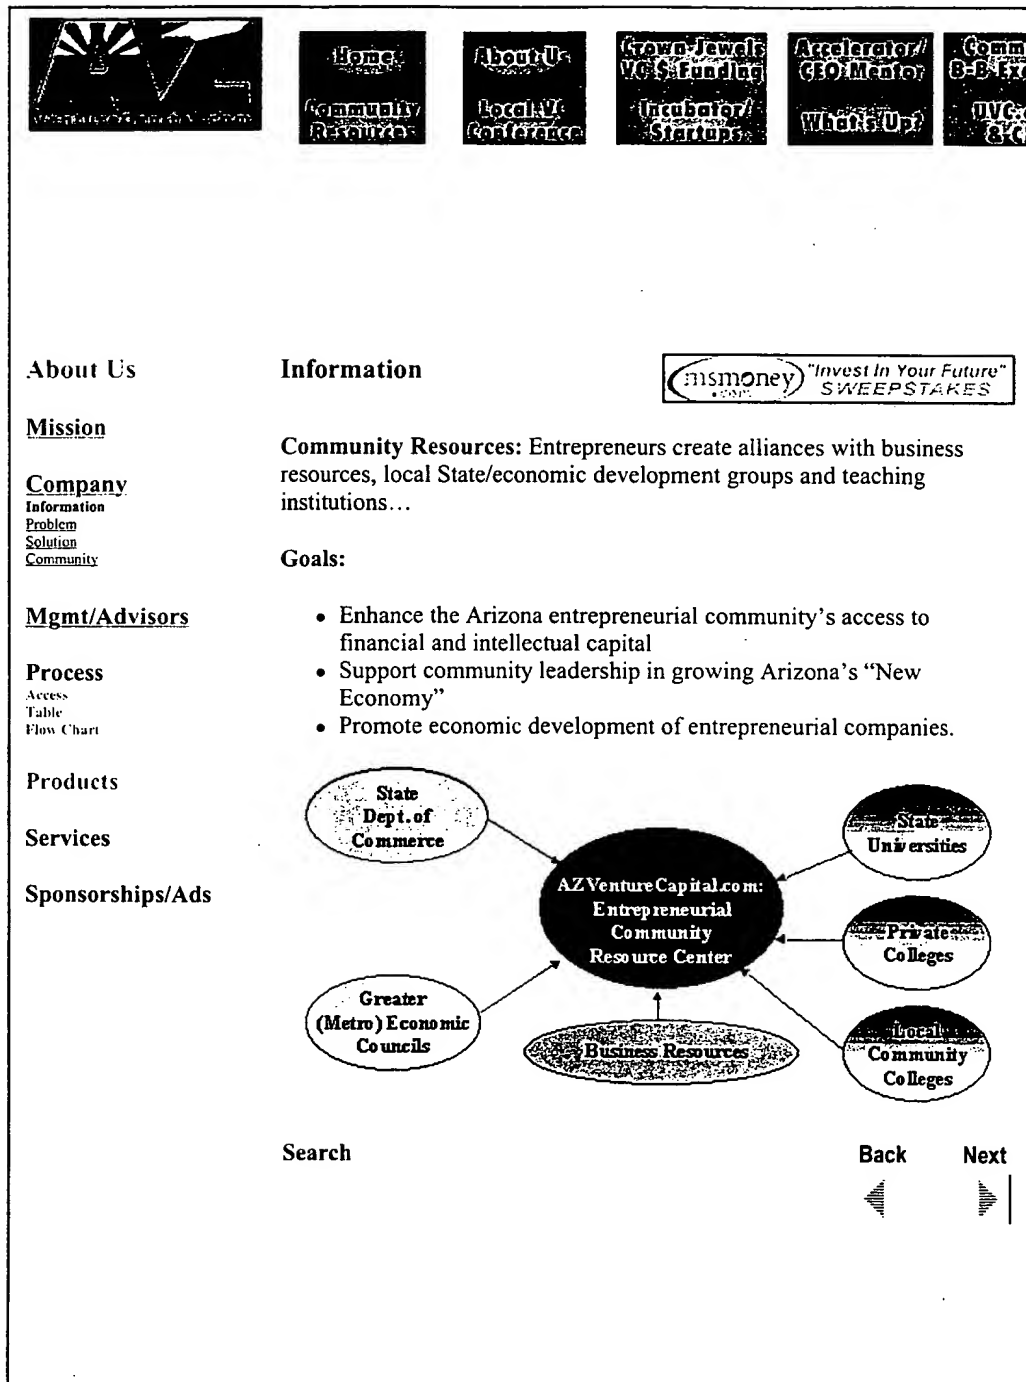 Home
Community
Resources
About Us
Local VC
Conference
Crown Jewels
VC $ Funding
Incubator/
Startups
Accelerator/
CEO Mentor
What's Up?
Comm
B-B Ex
UVC.
& C
About Us
Mission
Company
Information
Problem
Solution
Community
Mgmt/Advisors
Process
Access
Table
Flow Chart
Products
Services
Sponsorships/Ads
Information
msmoney
.com
"Invest In Your Future"
SWEEPSTAKES
Community Resources: Entrepreneurs create alliances with business
resources, local State/economic development groups and teaching
institutions…
Goals:
• Enhance the Arizona entrepreneurial community's access to
financial and intellectual capital
• Support community leadership in growing Arizona's “New
Economy”
• Promote economic development of entrepreneurial companies.
State
Dept. of
Commerce
Greater
(Metro) Economic
Councils
AZVentureCapital.com:
Entrepreneurial
Community
Resource Center
Business Resources
State
Universities
Private
Colleges
Local
Community
Colleges
Search
Back
Next